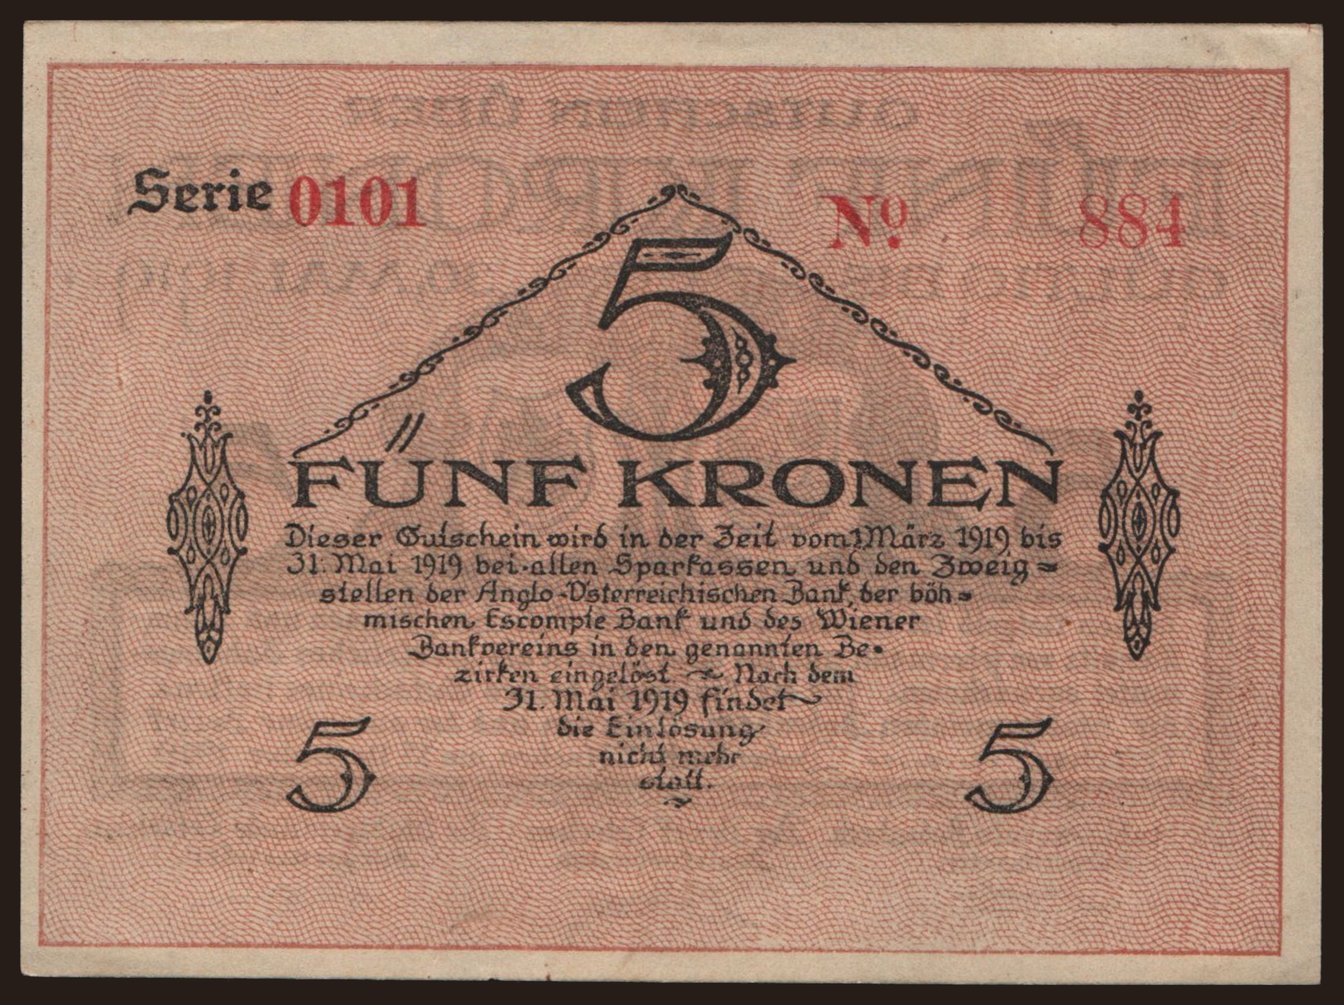 Serie 0101 No 884
5
FÜNF KRONEN
Dieser Gutschein wird in der Zeit vom 1 März 1919 bis
31. Mai 1919 bei allen Sparkassen und den Zweig=
stellen der Anglo-Österreichischen Bank, der böh=
mischen Escompte Bank und des Wiener
Bankvereins in den genannten Be=
zirken eingelöst. ~ Nach dem
31. Mai 1919 findet
die Einlösung
nicht mehr
statt.
5 5